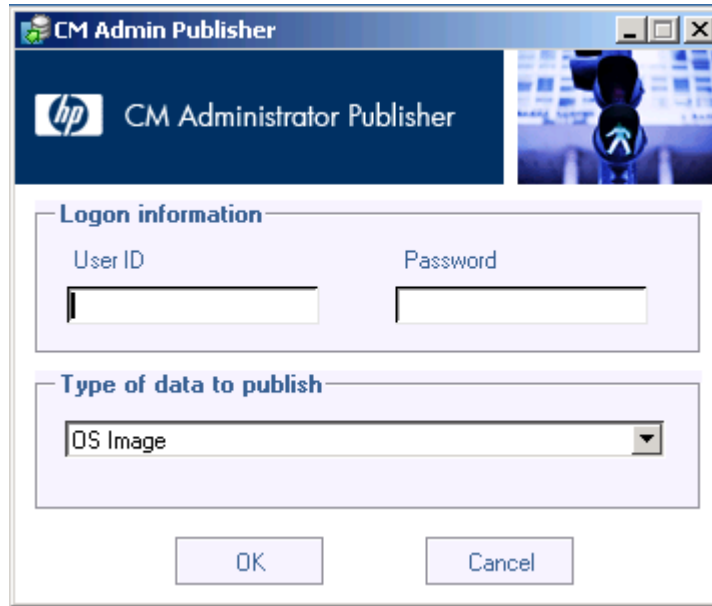 CM Admin Publisher
hp CM Administrator Publisher
Logon information
User ID Password
Type of data to publish
OS Image
OK Cancel